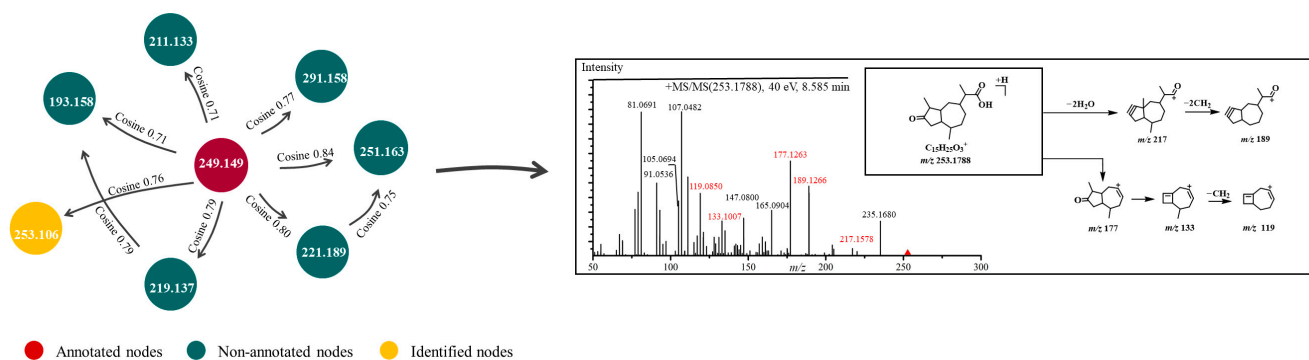 211.133
291.158
193.158
249.149
251.163
253.106
221.189
219.137
Cosine 0.71
Cosine 0.77
Cosine 0.71
Cosine 0.84
Cosine 0.75
Cosine 0.76
Cosine 0.79
Cosine 0.79
Cosine 0.80
Annotated nodes
Non-annotated nodes
Identified nodes
Intensity
+MS/MS(253.1788), 40 eV, 8.585 min
81.0691
107.0482
105.0694
91.0536
119.0850
133.1007
147.0800
165.0904
177.1263
189.1266
217.1578
235.1680
50
100
150
200
250
300
m/z
+H
O
OH
O
C₁₅H₂₅O₃⁺
m/z 253.1788
−2H₂O
O
+
m/z 217
−2CH₂
O
+
m/z 189
O
+
m/z 177
+
m/z 133
−CH₂
+
m/z 119